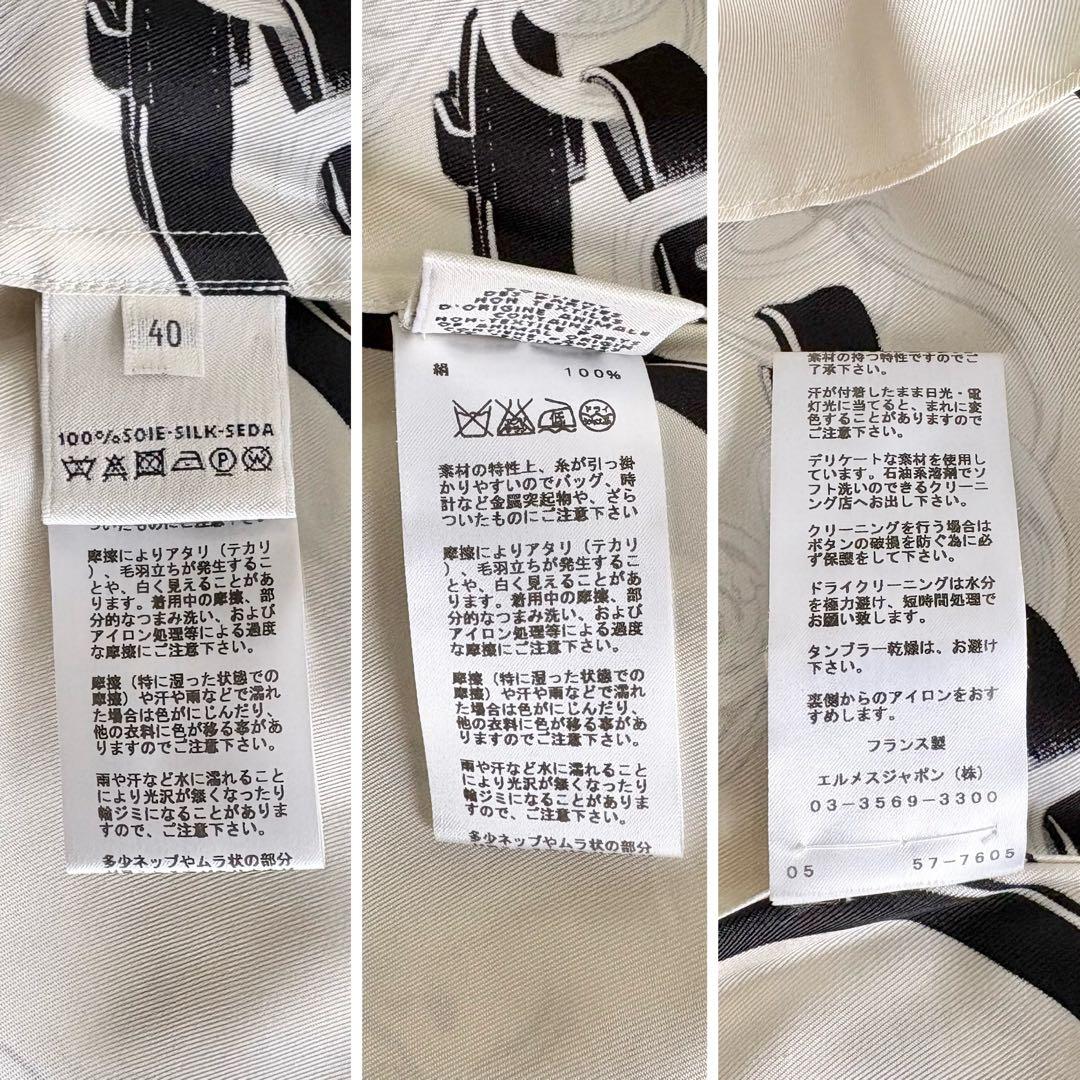 40
100%SOIE-SILK-SEDA
ついたものにご注意下さい
摩擦によりアタリ（テカリ
）、毛羽立ちが発生するこ
とや、白く見えることがあ
ります。着用中の摩擦、部
分的なつまみ洗い、および
アイロン処理等による過度
な摩擦にご注意下さい。
摩擦（特に湿った状態での
摩擦）や汗や雨などで濡れ
た場合は色がにじんだり、
他の衣料に色が移る事があ
りますのでご注意下さい。
雨や汗など水に濡れること
により光沢が無くなったり
輪ジミになることがありま
すので、ご注意下さい。
多少ネップやムラ状の部分
DES PARTIES
NON TEXTILES
D'ORIGINE ANIMALE
CONTAINS
NON-TEXTILE PARTS
OF ANIMAL ORIGIN
絹 100%
低
素材の特性上、糸が引っ掛
かりやすいのでバッグ、時
計など金属突起物や、ざら
ついたものにご注意下さい
摩擦によりアタリ（テカリ
）、毛羽立ちが発生するこ
とや、白く見えることがあ
ります。着用中の摩擦、部
分的なつまみ洗い、および
アイロン処理等による過度
な摩擦にご注意下さい。
摩擦（特に湿った状態での
摩擦）や汗や雨などで濡れ
た場合は色がにじんだり、
他の衣料に色が移る事があ
りますのでご注意下さい。
雨や汗など水に濡れること
により光沢が無くなったり
輪ジミになることがありま
すので、ご注意下さい。
多少ネップやムラ状の部分
素材の持つ特性ですのでご
了承下さい。
汗が付着したまま日光・電
灯光に当てると、まれに変
色することがありますので
ご注意下さい。
デリケートな素材を使用し
ています。石油系溶剤でソ
フト洗いのできるクリーニ
ング店へお出し下さい。
クリーニングを行う場合は
ボタンの破損を防ぐ為に必
ず保護をして下さい。
ドライクリーニングは水分
を極力避け、短時間処理で
お願い致します。
タンブラー乾燥は、お避け
下さい。
裏側からのアイロンをおす
すめします。
フランス製
エルメスジャポン（株）
03-3569-3300
05 57-7605